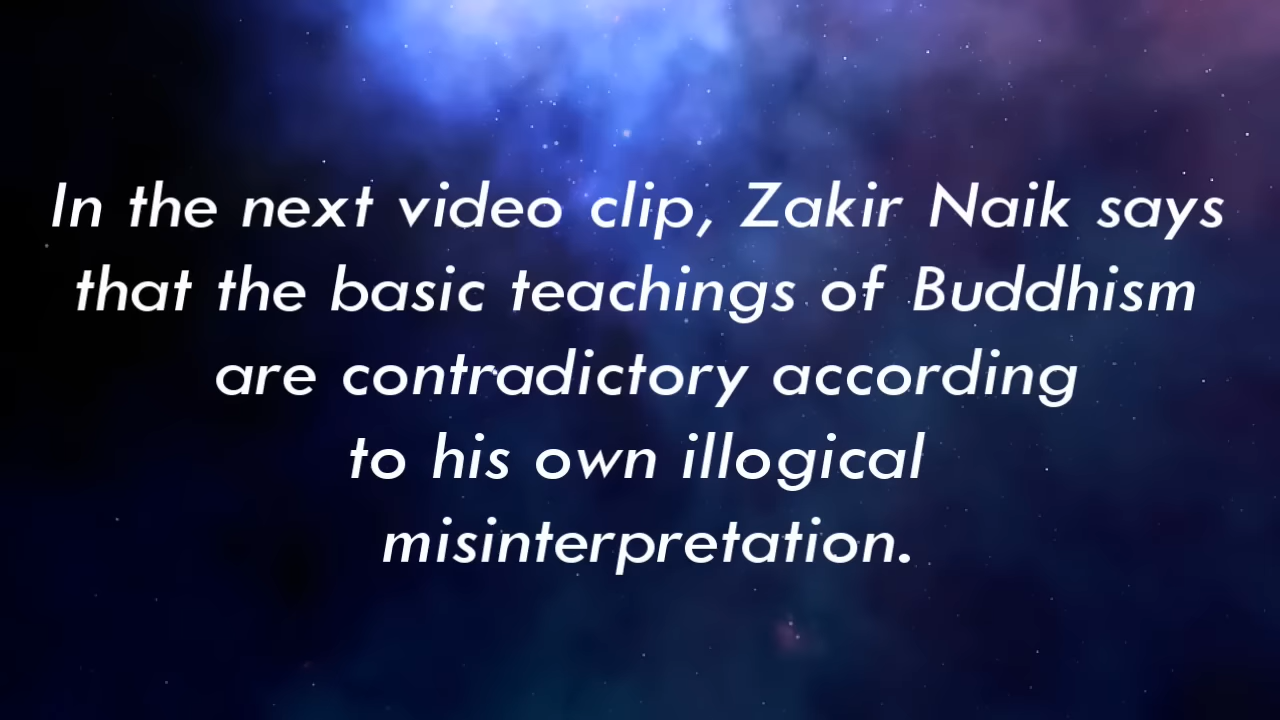 In the next video clip, Zakir Naik says
that the basic teachings of Buddhism
are contradictory according
to his own illogical
misinterpretation.